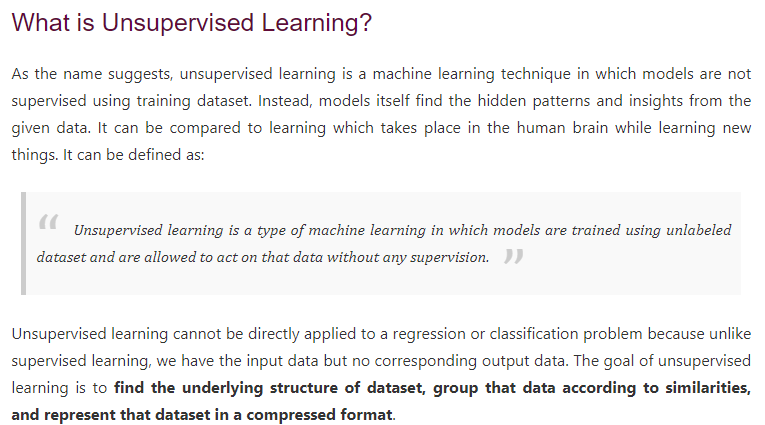 What is Unsupervised Learning?
As the name suggests, unsupervised learning is a machine learning technique in which models are not
supervised using training dataset. Instead, models itself find the hidden patterns and insights from the
given data. It can be compared to learning which takes place in the human brain while learning new
things. It can be defined as:
“ Unsupervised learning is a type of machine learning in which models are trained using unlabeled
dataset and are allowed to act on that data without any supervision. ”
Unsupervised learning cannot be directly applied to a regression or classification problem because unlike
supervised learning, we have the input data but no corresponding output data. The goal of unsupervised
learning is to find the underlying structure of dataset, group that data according to similarities,
and represent that dataset in a compressed format.